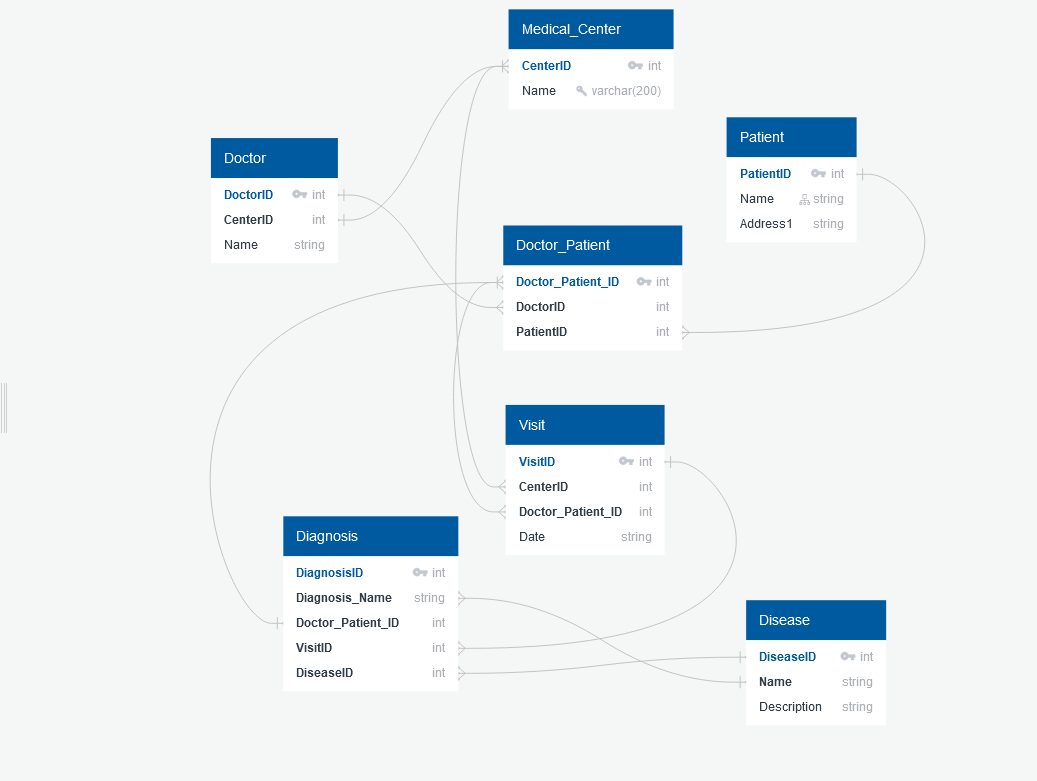 Medical_Center
CenterID int
Name varchar(200)
Patient
PatientID int
Name string
Address1 string
Doctor
DoctorID int
CenterID int
Name string
Doctor_Patient
Doctor_Patient_ID int
DoctorID int
PatientID int
Visit
VisitID int
CenterID int
Doctor_Patient_ID int
Date string
Diagnosis
DiagnosisID int
Diagnosis_Name string
Doctor_Patient_ID int
VisitID int
DiseaseID int
Disease
DiseaseID int
Name string
Description string